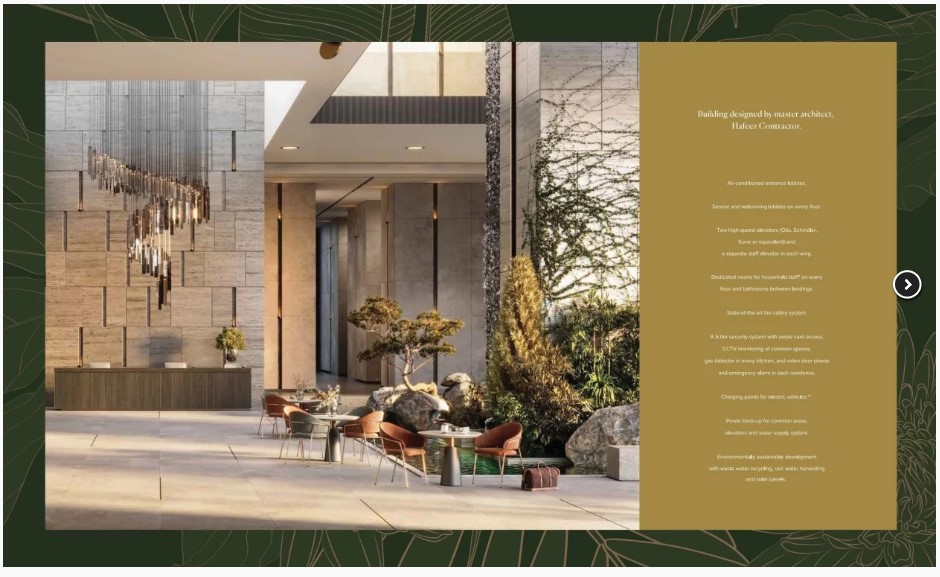 Building designed by master architect,
Hafeez Contractor.
Air-conditioned entrance lobbies.
Serene and welcoming lobbies on every floor.
Two high-speed elevators (Otis, Schindler,
Kone or equivalent) and
a separate staff elevator in each wing.
Dedicated rooms for household staff* on every
floor and bathrooms between landings.
State-of-the-art fire safety system.
A 5-tier security system with swipe card access,
CCTV monitoring of common spaces,
gas detector in every kitchen, and video door phone
and emergency alarm in each residence.
Charging points for electric vehicles.*
Power back-up for common areas,
elevators and water supply system.
Environmentally sustainable development
with waste water recycling, rain water harvesting
and solar panels.